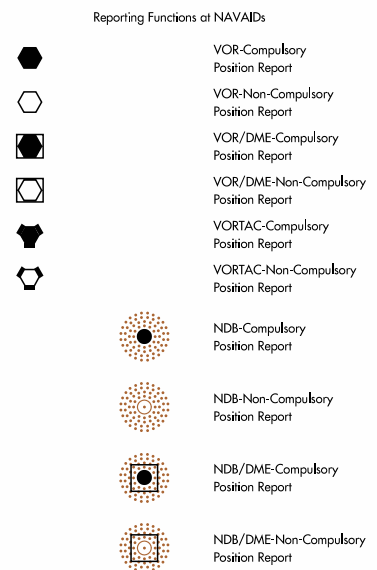 Reporting Functions at NAVAIDs
VOR-Compulsory
Position Report
VOR-Non-Compulsory
Position Report
VOR/DME-Compulsory
Position Report
VOR/DME-Non-Compulsory
Position Report
VORTAC-Compulsory
Position Report
VORTAC-Non-Compulsory
Position Report
NDB-Compulsory
Position Report
NDB-Non-Compulsory
Position Report
NDB/DME-Compulsory
Position Report
NDB/DME-Non-Compulsory
Position Report